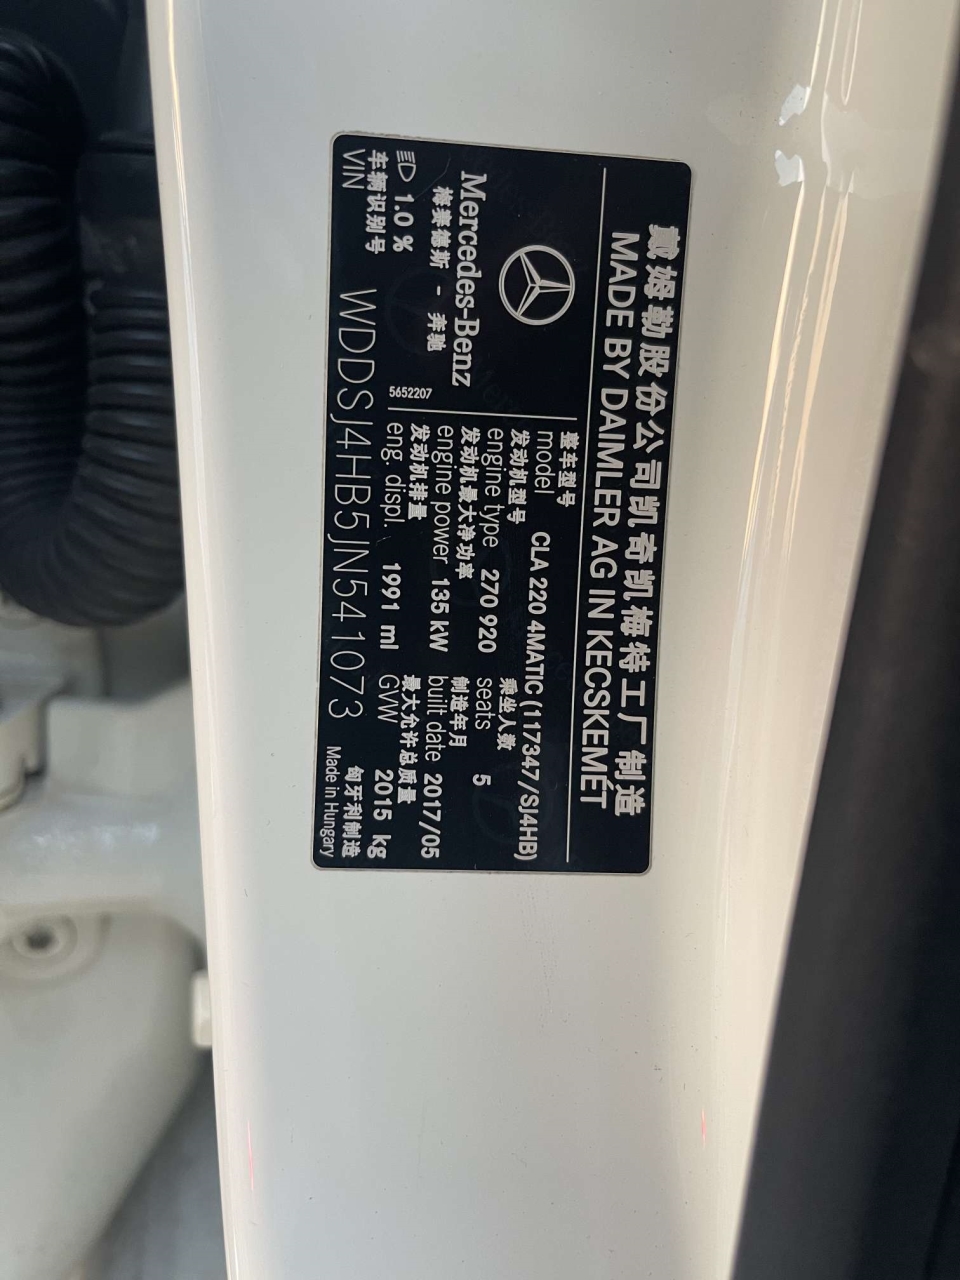 戴姆勒股份公司凯奇凯梅特工厂制造
MADE BY DAIMLER AG IN KECSKEMÉT
Mercedes-Benz
梅赛德斯 - 奔驰
1.0 %
5652207
整车型号
model CLA 220 4MATIC (117347/SJ4HB)
发动机型号 乘坐人数
engine type 270 920 seats 5
发动机最大净功率 制造年月
engine power 135 kW built date 2017/05
发动机排量 最大允许总质量
eng. displ. 1991 ml GVW 2015 kg
车辆识别号 匈牙利制造
VIN WDDSJ4HB5JN541073 Made in Hungary